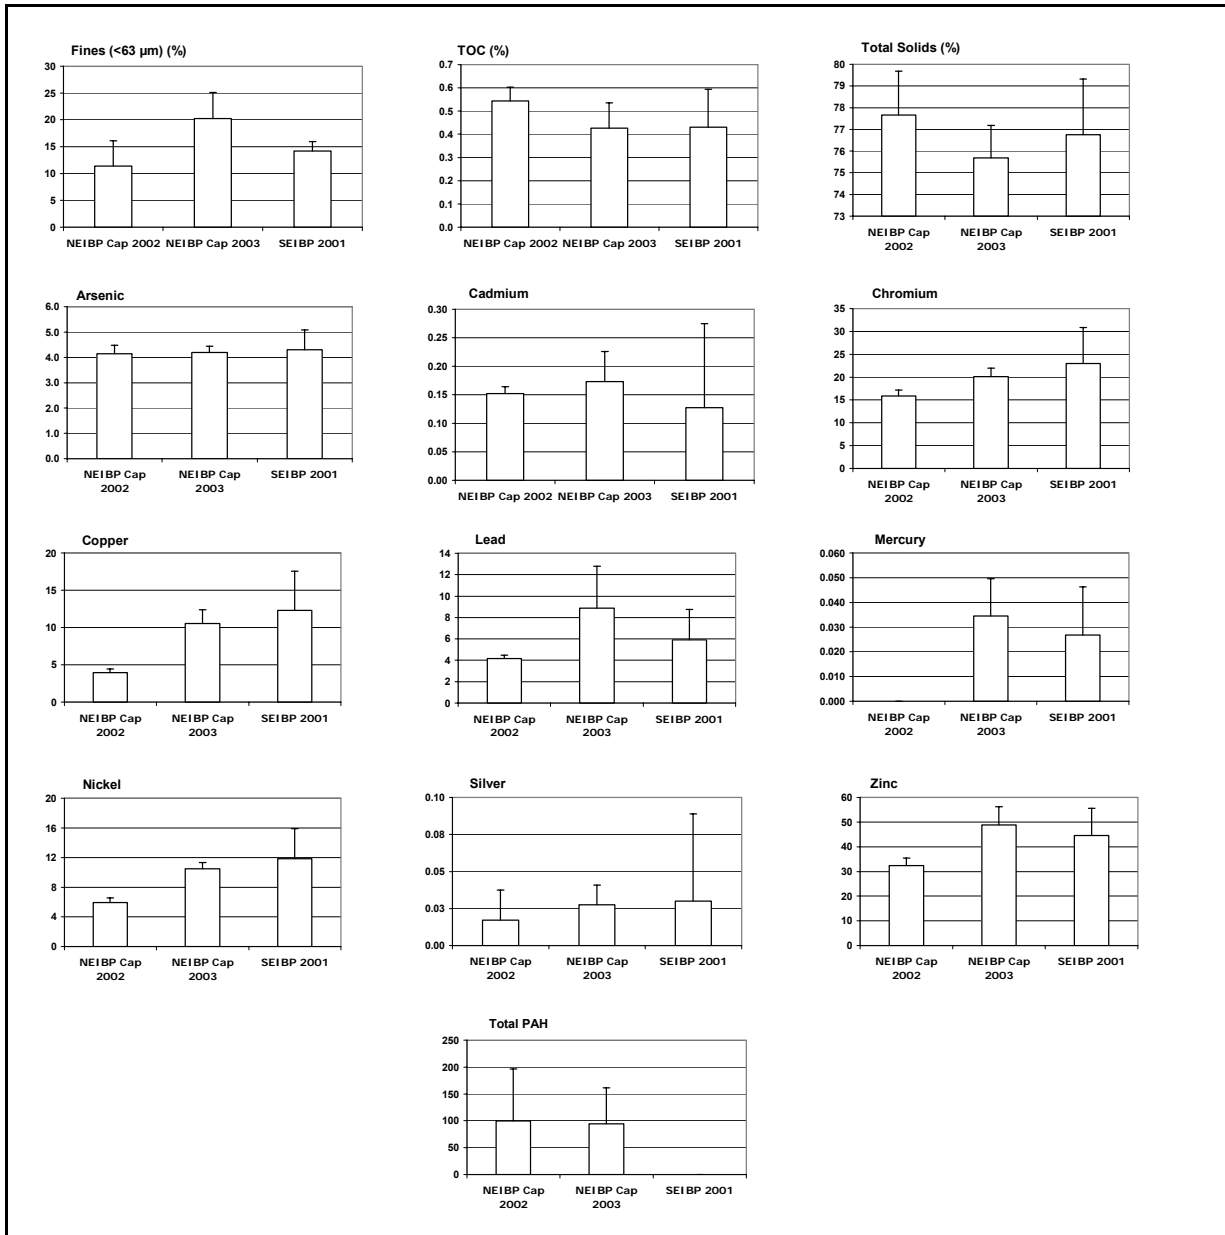 Fines (<63 µm) (%)
30
25
20
15
10
5
0
NEIBP Cap 2002 NEIBP Cap 2003 SEIBP 2001
TOC (%)
0.7
0.6
0.5
0.4
0.3
0.2
0.1
0.0
NEIBP Cap 2002 NEIBP Cap 2003 SEIBP 2001
Total Solids (%)
80
79
78
77
76
75
74
73
NEIBP Cap
2002
NEIBP Cap
2003
SEIBP 2001
Arsenic
6.0
5.0
4.0
3.0
2.0
1.0
0.0
NEIBP Cap
2002
NEIBP Cap
2003
SEIBP 2001
Cadmium
0.30
0.25
0.20
0.15
0.10
0.05
0.00
NEIBP Cap 2002 NEIBP Cap 2003 SEIBP 2001
Chromium
35
30
25
20
15
10
5
0
NEIBP Cap
2002
NEIBP Cap
2003
SEIBP 2001
Copper
20
15
10
5
0
NEIBP Cap
2002
NEIBP Cap
2003
SEIBP 2001
Lead
14
12
10
8
6
4
2
0
NEIBP Cap
2002
NEIBP Cap
2003
SEIBP 2001
Mercury
0.060
0.050
0.040
0.030
0.020
0.010
0.000
NEIBP Cap
2002
NEIBP Cap
2003
SEIBP 2001
Nickel
20
16
12
8
4
0
NEIBP Cap
2002
NEIBP Cap
2003
SEIBP 2001
Silver
0.10
0.08
0.05
0.03
0.00
NEIBP Cap
2002
NEIBP Cap
2003
SEIBP 2001
Zinc
60
50
40
30
20
10
0
NEIBP Cap
2002
NEIBP Cap
2003
SEIBP 2001
Total PAH
250
200
150
100
50
0
NEIBP Cap
2002
NEIBP Cap
2003
SEIBP 2001